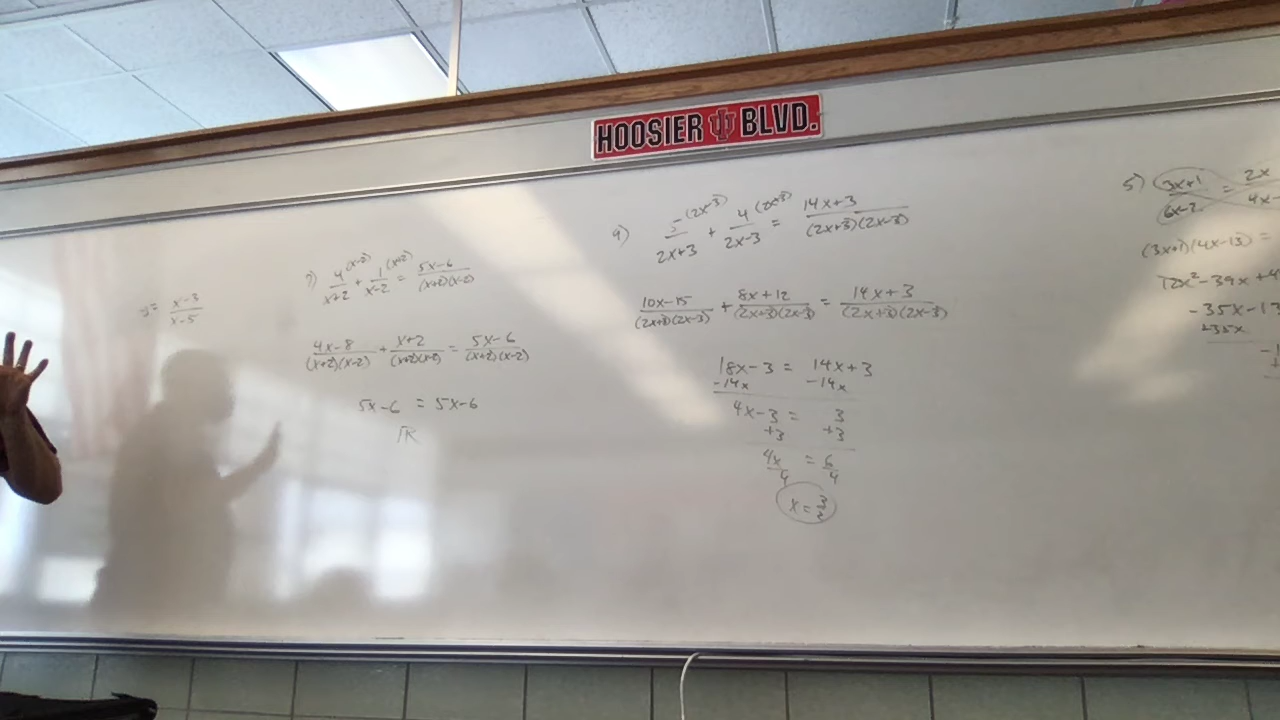 HOOSIER IU BLVD.
y = (x-3)/(x-5)
7) 4(x-2)/(x+2) + 1(x+2)/(x-2) = (5x-6)/((x+2)(x-2))
(4x-8)/((x+2)(x-2)) + (x+2)/((x+2)(x-2)) = (5x-6)/((x+2)(x-2))
5x-6 = 5x-6
ℝ
9) 5(2x-3)/(2x+3) + 4(2x+3)/(2x-3) = (14x+3)/((2x+3)(2x-3))
(10x-15)/((2x+3)(2x-3)) + (8x+12)/((2x+3)(2x-3)) = (14x+3)/((2x+3)(2x-3))
18x-3 = 14x+3
-14x -14x
4x-3 = 3
+3 +3
4x/4 = 6/4
x = 3/2
5) (3x+1)/(6x-2) = 2x/4x-
(3x+1)(4x-13) =
12x²-39x+4
-35x-13
+35x